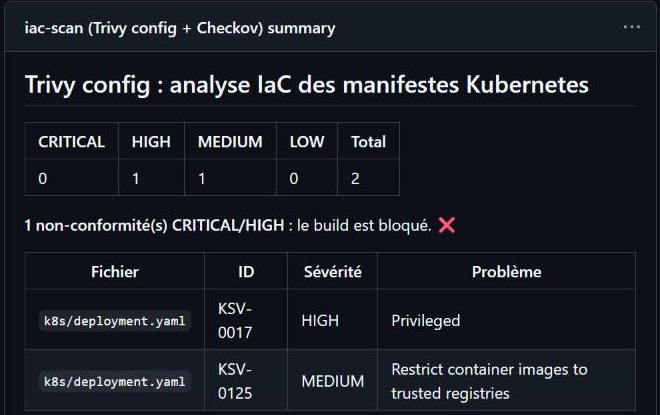 iac-scan (Trivy config + Checkov) summary
Trivy config : analyse IaC des manifestes Kubernetes
CRITICAL HIGH MEDIUM LOW Total
0 1 1 0 2
1 non-conformité(s) CRITICAL/HIGH : le build est bloqué. ❌
Fichier ID Sévérité Problème
k8s/deployment.yaml KSV-0017 HIGH Privileged
k8s/deployment.yaml KSV-0125 MEDIUM Restrict container images to trusted registries